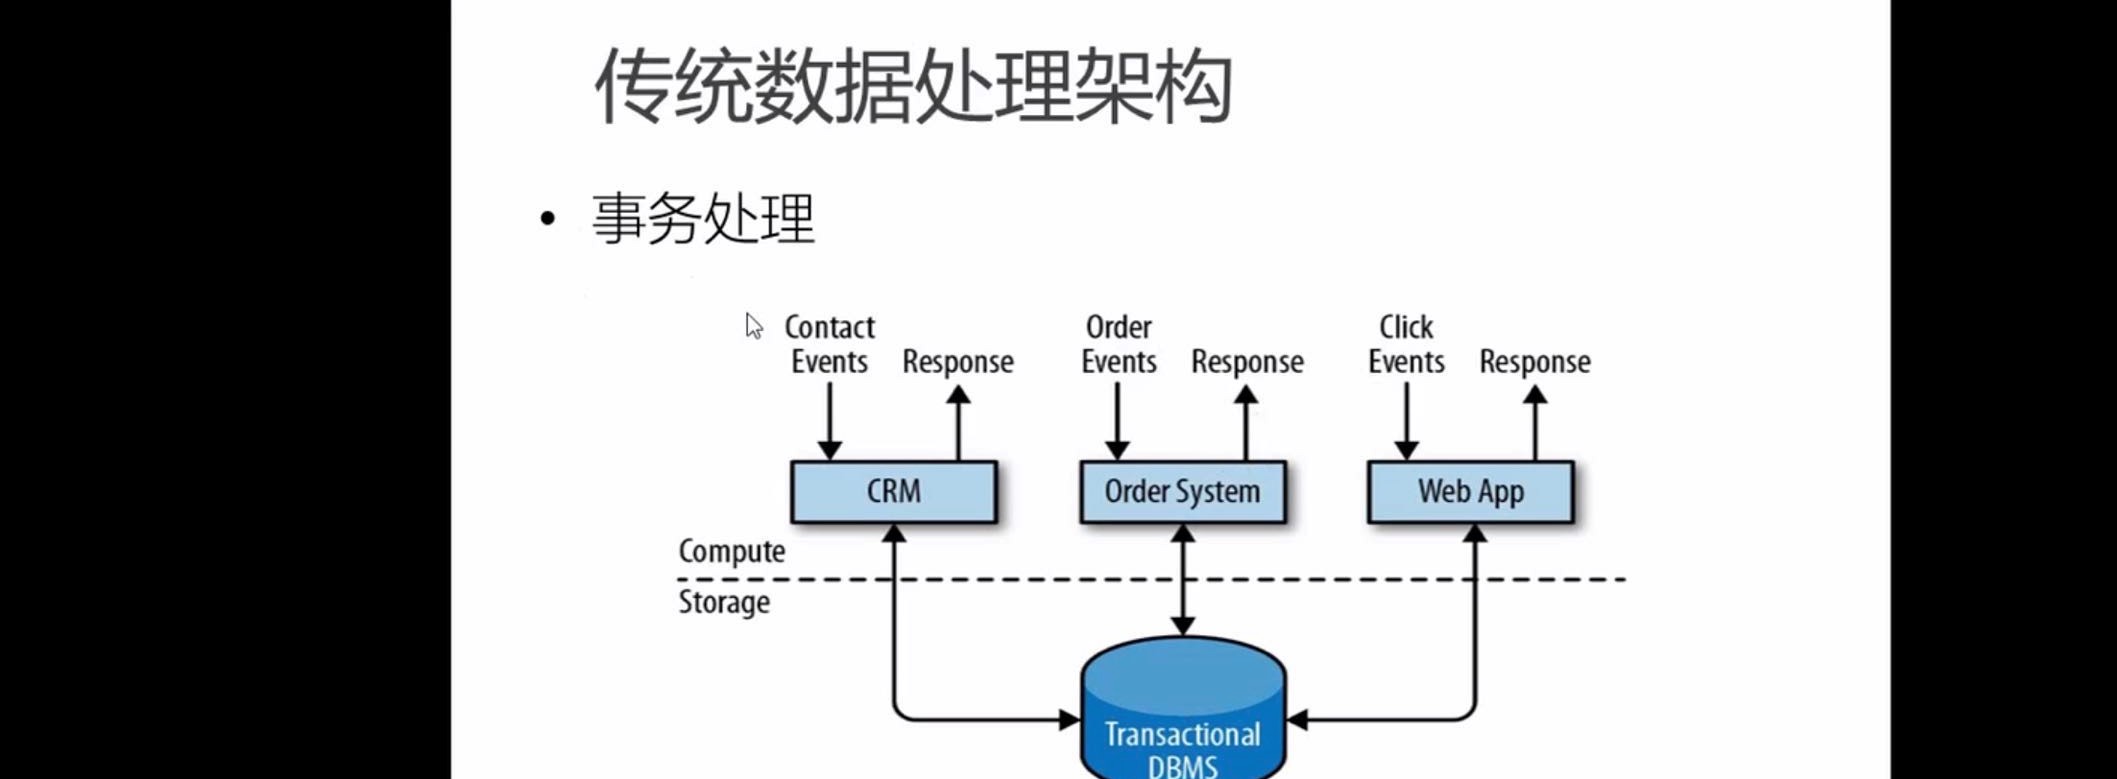 传统数据处理架构
• 事务处理
Contact
Events
Response
Order
Events
Response
Click
Events
Response
CRM
Order System
Web App
Compute
Storage
Transactional
DBMS